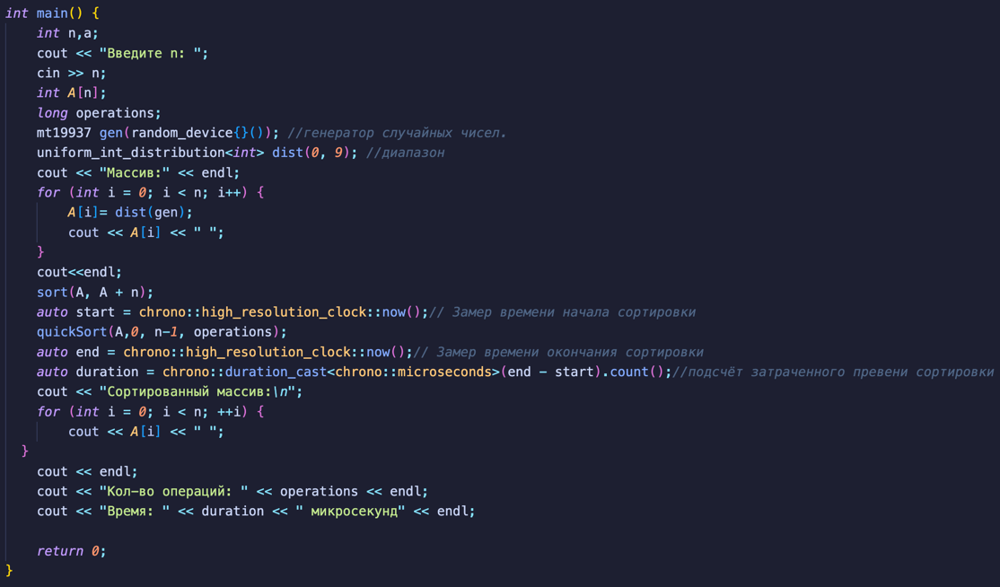 int main() {
    int n,a;
    cout << "Введите n: ";
    cin >> n;
    int A[n];
    long operations;
    mt19937 gen(random_device{}()); //генератор случайных чисел.
    uniform_int_distribution<int> dist(0, 9); //диапазон
    cout << "Массив:" << endl;
    for (int i = 0; i < n; i++) {
        A[i]= dist(gen);
        cout << A[i] << " ";
    }
    cout<<endl;
    sort(A, A + n);
    auto start = chrono::high_resolution_clock::now();// Замер времени начала сортировки
    quickSort(A,0, n-1, operations);
    auto end = chrono::high_resolution_clock::now();// Замер времени окончания сортировки
    auto duration = chrono::duration_cast<chrono::microseconds>(end - start).count();//подсчёт затраченного превени сортировки
    cout << "Сортированный массив:\n";
    for (int i = 0; i < n; ++i) {
        cout << A[i] << " ";
  }
    cout << endl;
    cout << "Кол-во операций: " << operations << endl;
    cout << "Время: " << duration << " микросекунд" << endl;

    return 0;
}